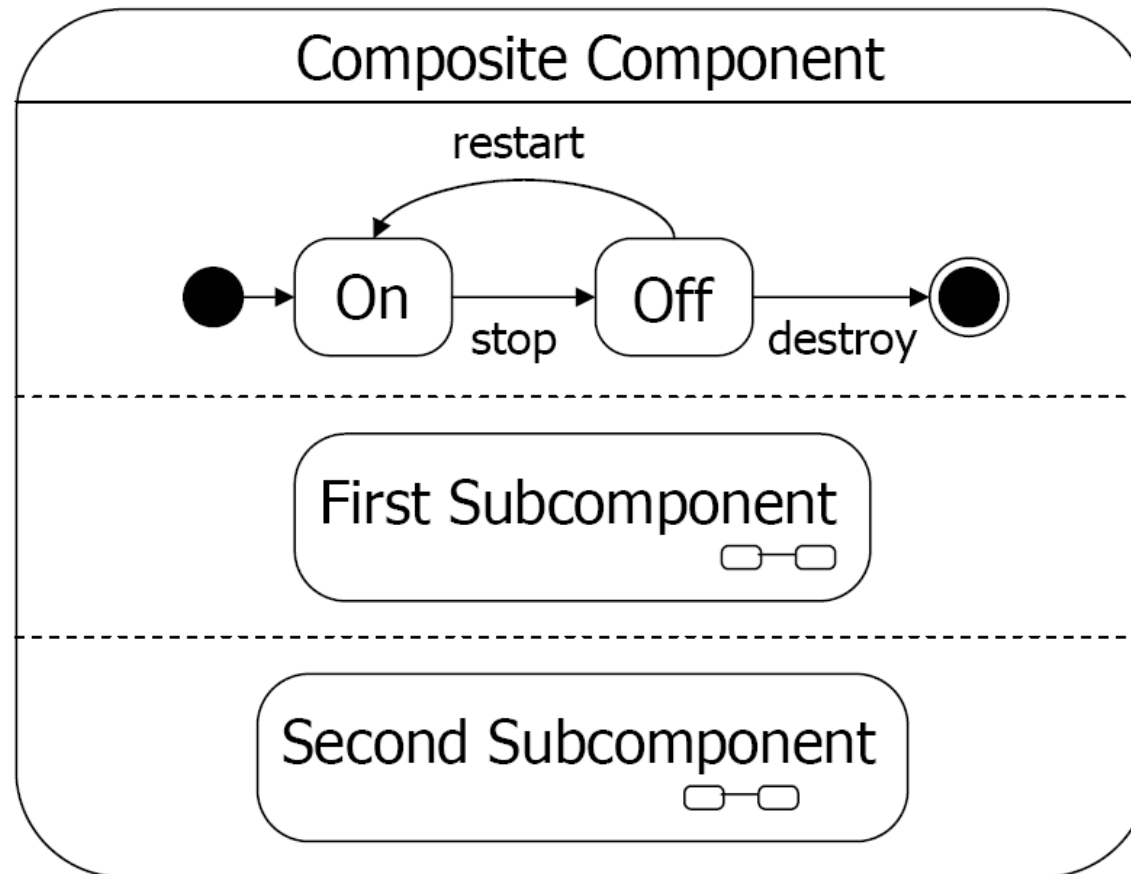 Composite Component
restart
On
Off
stop
destroy
First Subcomponent
Second Subcomponent